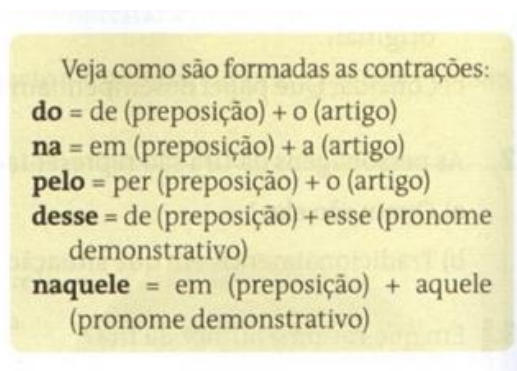 Veja como são formadas as contrações:
do = de (preposição) + o (artigo)
na = em (preposição) + a (artigo)
pelo = per (preposição) + o (artigo)
desse = de (preposição) + esse (pronome
demonstrativo)
naquele = em (preposição) + aquele
(pronome demonstrativo)